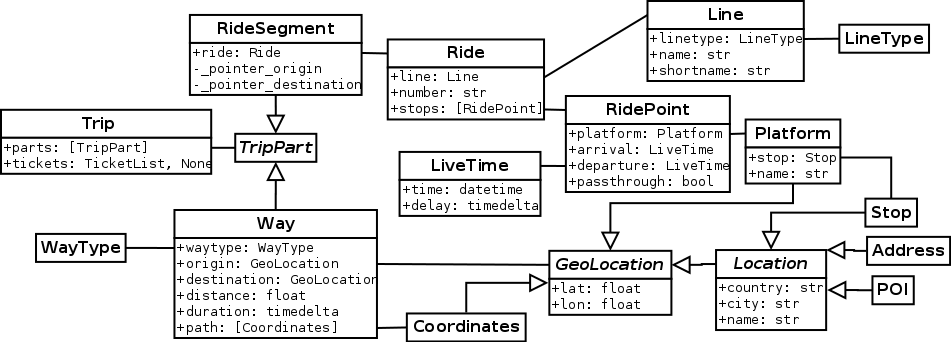 RideSegment
+ride: Ride
-_pointer_origin
-_pointer_destination
Ride
+line: Line
+number: str
+stops: [RidePoint]
Line
+linetype: LineType
+name: str
+shortname: str
LineType
Trip
+parts: [TripPart]
+tickets: TicketList, None
TripPart
LiveTime
+time: datetime
+delay: timedelta
RidePoint
+platform: Platform
+arrival: LiveTime
+departure: LiveTime
+passthrough: bool
Platform
+stop: Stop
+name: str
Stop
WayType
Way
+waytype: WayType
+origin: GeoLocation
+destination: GeoLocation
+distance: float
+duration: timedelta
+path: [Coordinates]
Coordinates
GeoLocation
+lat: float
+lon: float
Location
+country: str
+city: str
+name: str
Address
POI